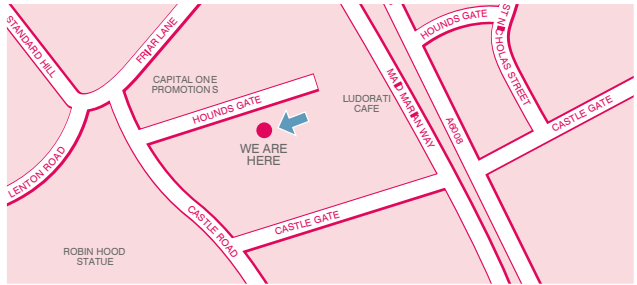 STANDARD HILL
FRIAR LANE
HOUNDS GATE
ST NICHOLAS STREET
CAPITAL ONE
PROMOTIONS
HOUNDS GATE
LUDORATI
CAFE
MAID MARIAN WAY
A6008
CASTLE GATE
WE ARE
HERE
LENTON ROAD
CASTLE ROAD
CASTLE GATE
ROBIN HOOD
STATUE